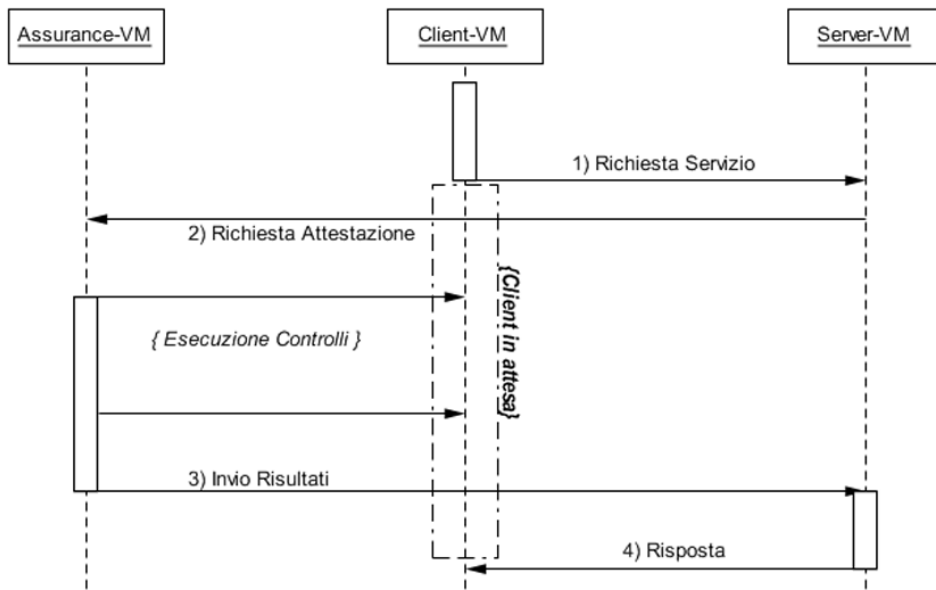 Assurance-VM
Client-VM
Server-VM
1) Richiesta Servizio
2) Richiesta Attestazione
{Client in attesa}
{ Esecuzione Controlli }
3) Invio Risultati
4) Risposta